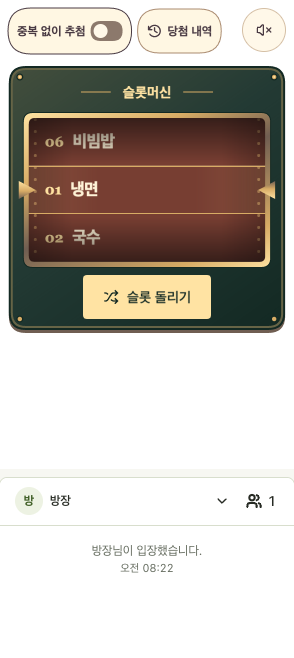 중복 없이 추첨
당첨 내역
슬롯머신
06 비빔밥
01 냉면
02 국수
슬롯 돌리기
방 방장 1
방장님이 입장했습니다.
오전 08:22